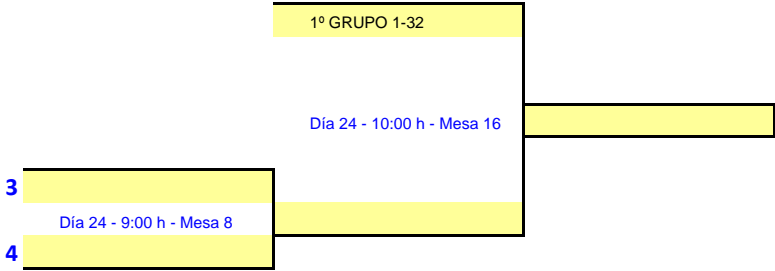 1º GRUPO 1-32
Día 24 - 10:00 h - Mesa 16
3
Día 24 - 9:00 h - Mesa 8
4